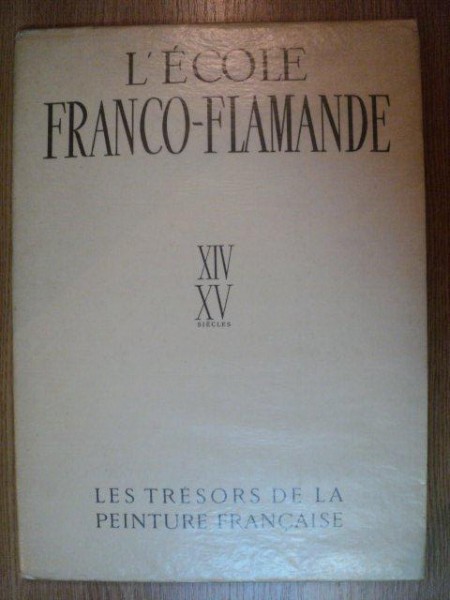 L'ÉCOLE
FRANCO-FLAMANDE
XIV
XV
SIÈCLES
LES TRÉSORS DE LA
PEINTURE FRANÇAISE